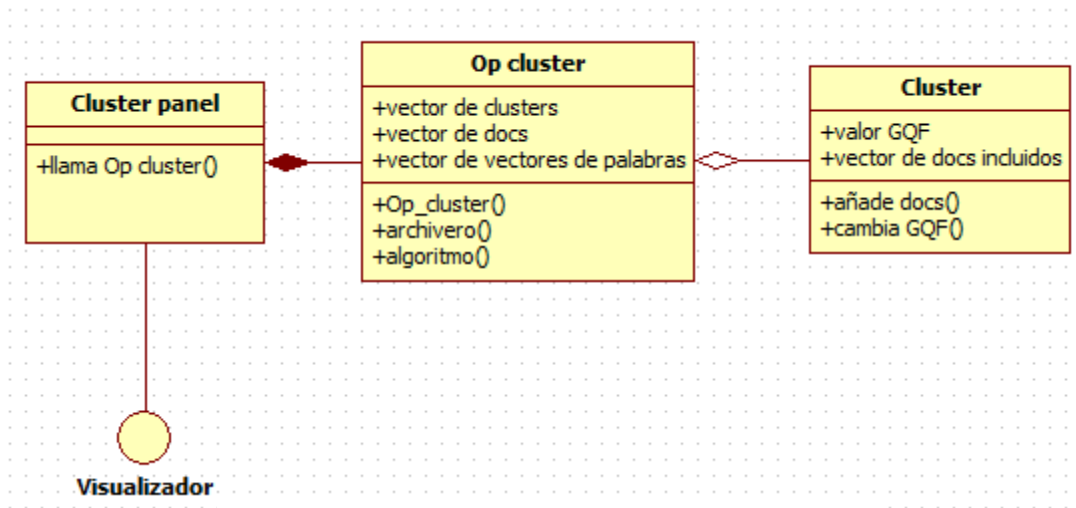 Cluster panel
+llama Op cluster()
Op cluster
+vector de clusters
+vector de docs
+vector de vectores de palabras
+Op_cluster()
+archivero()
+algoritmo()
Cluster
+valor GQF
+vector de docs incluidos
+añade docs()
+cambia GQF()
Visualizador